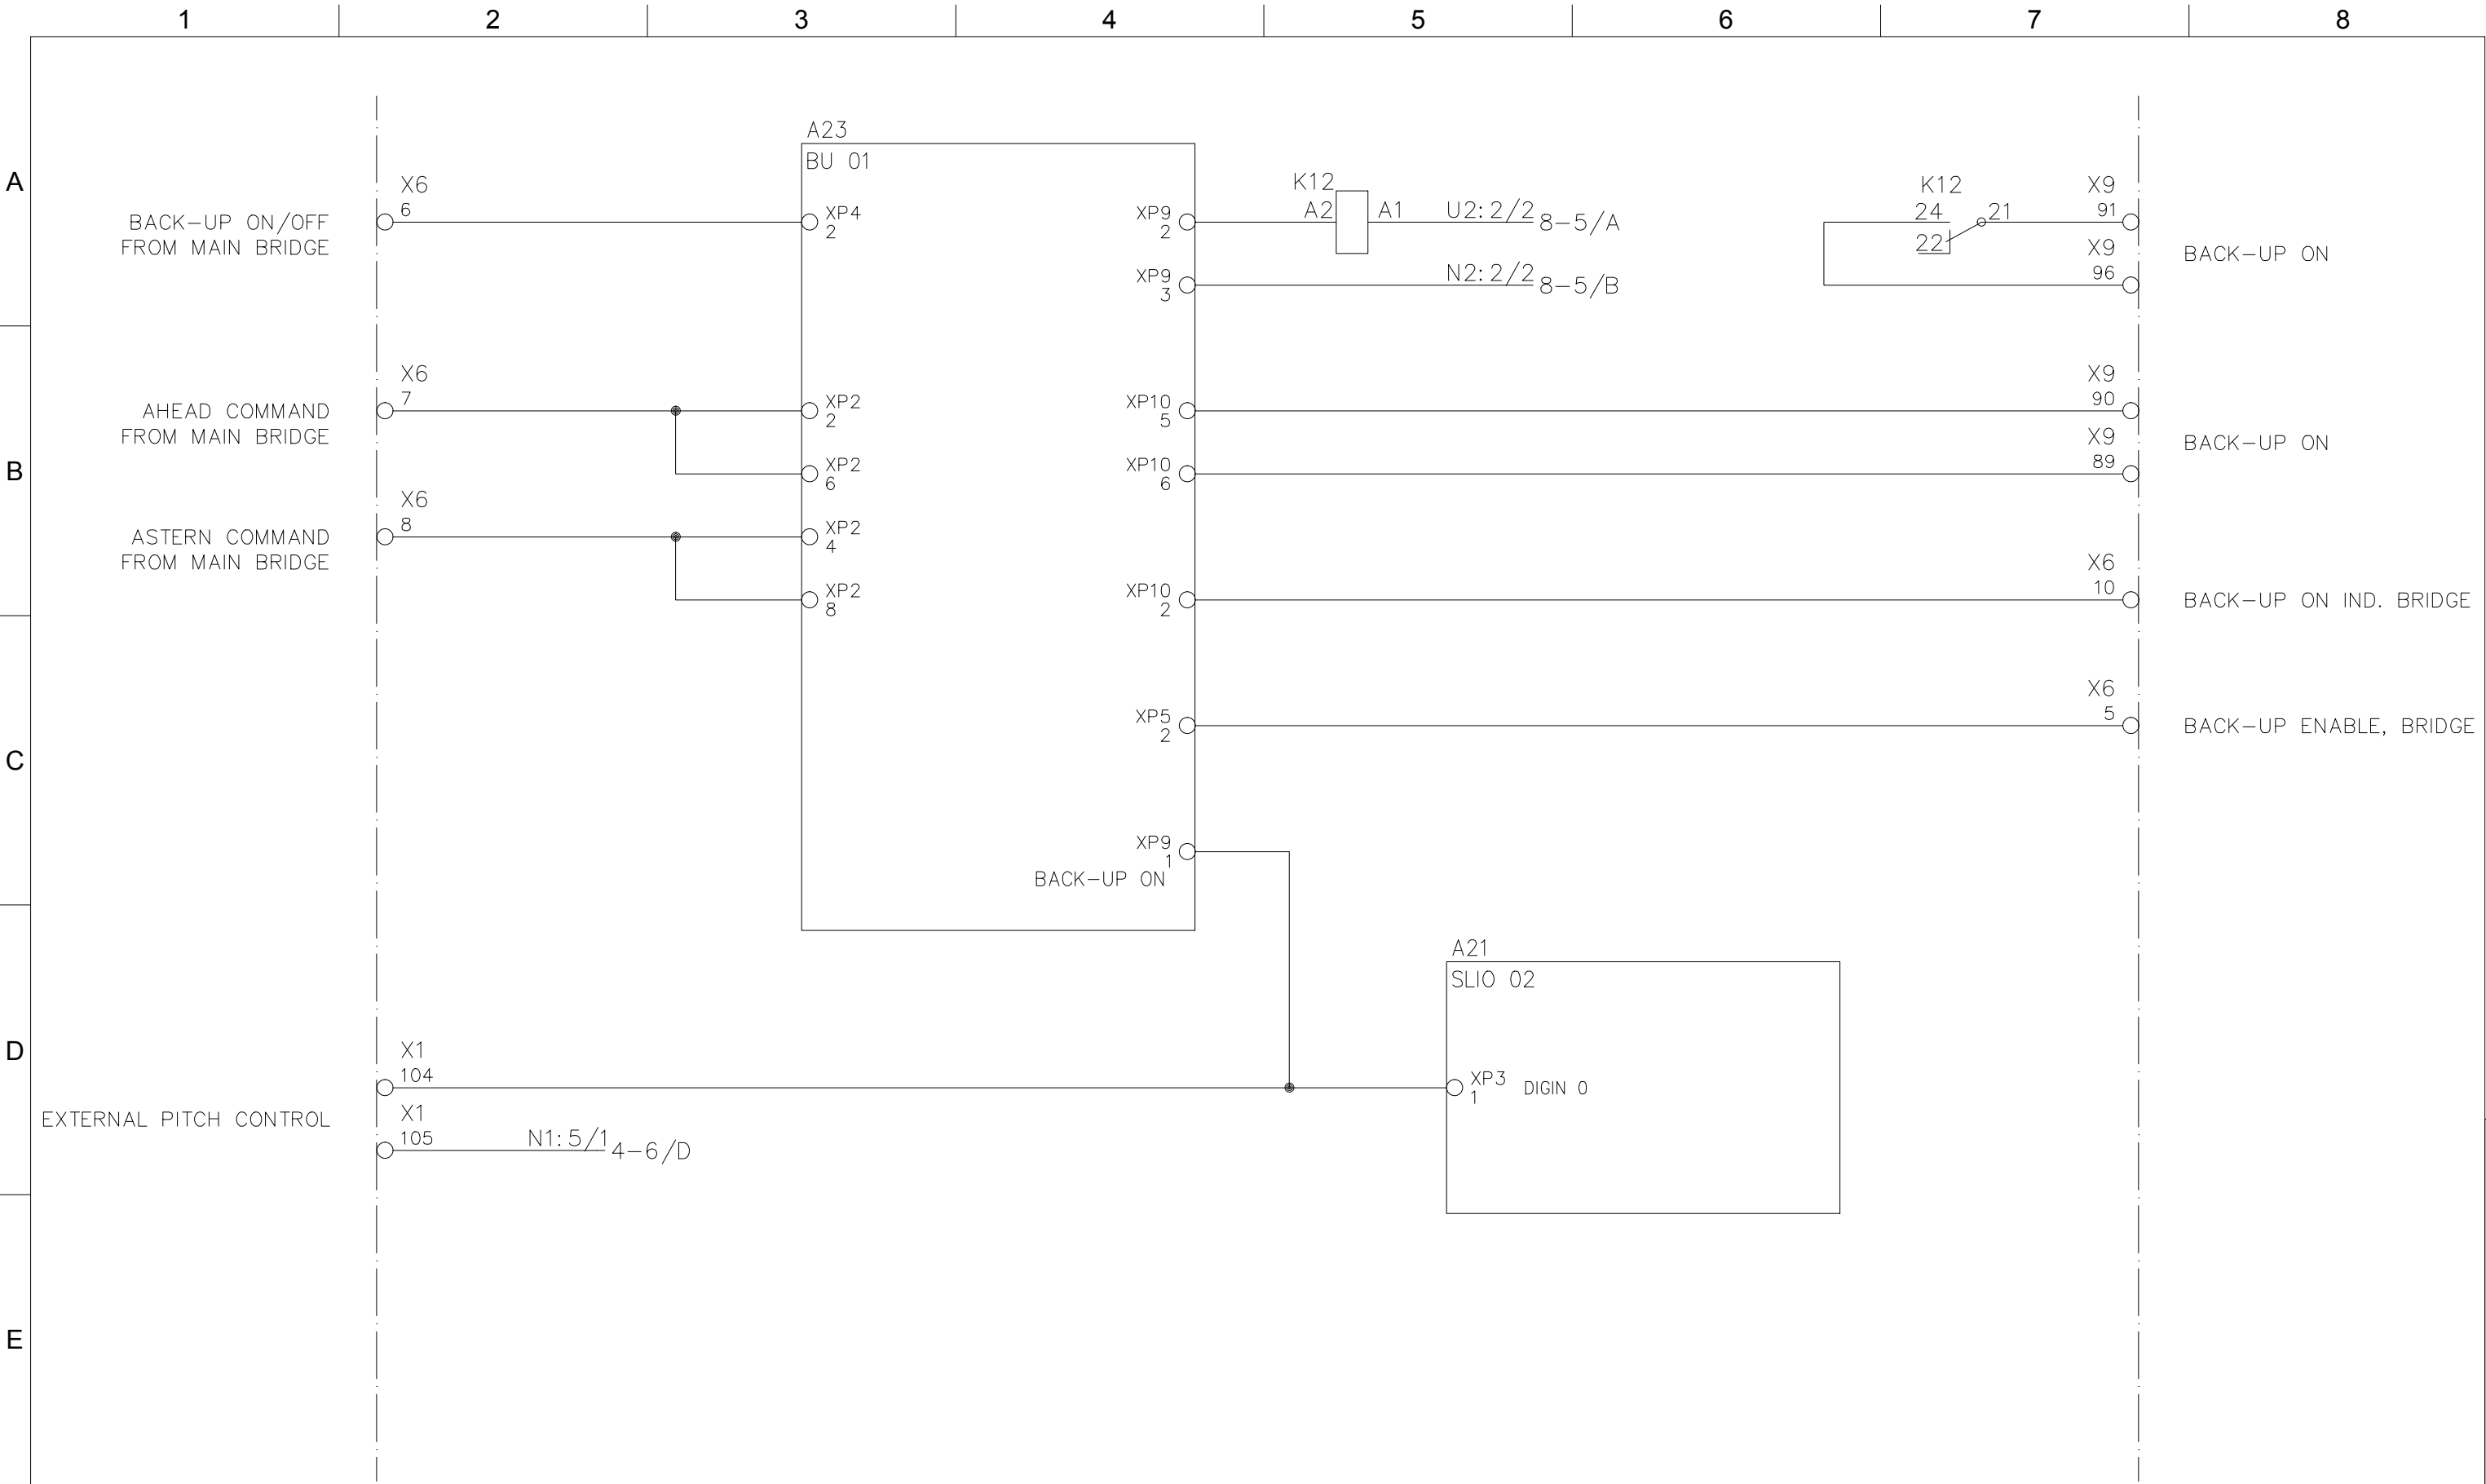 1 2 3 4 5 6 7 8
A
B
C
D
E
BACK-UP ON/OFF
FROM MAIN BRIDGE
X6
6
AHEAD COMMAND
FROM MAIN BRIDGE
X6
7
ASTERN COMMAND
FROM MAIN BRIDGE
X6
8
EXTERNAL PITCH CONTROL
X1
104
X1
105
N1:5/1
4-6/D
A23
BU 01
XP4
2
XP2
2
XP2
6
XP2
4
XP2
8
XP9
2
XP9
3
XP10
5
XP10
6
XP10
2
XP5
2
XP9
1
BACK-UP ON
K12
A2 A1
U2:2/2
8-5/A
N2:2/2
8-5/B
A21
SLIO 02
XP3
1
DIGIN 0
K12
24 21
22
X9
91
X9
96
BACK-UP ON
X9
90
X9
89
BACK-UP ON
X6
10
BACK-UP ON IND. BRIDGE
X6
5
BACK-UP ENABLE, BRIDGE